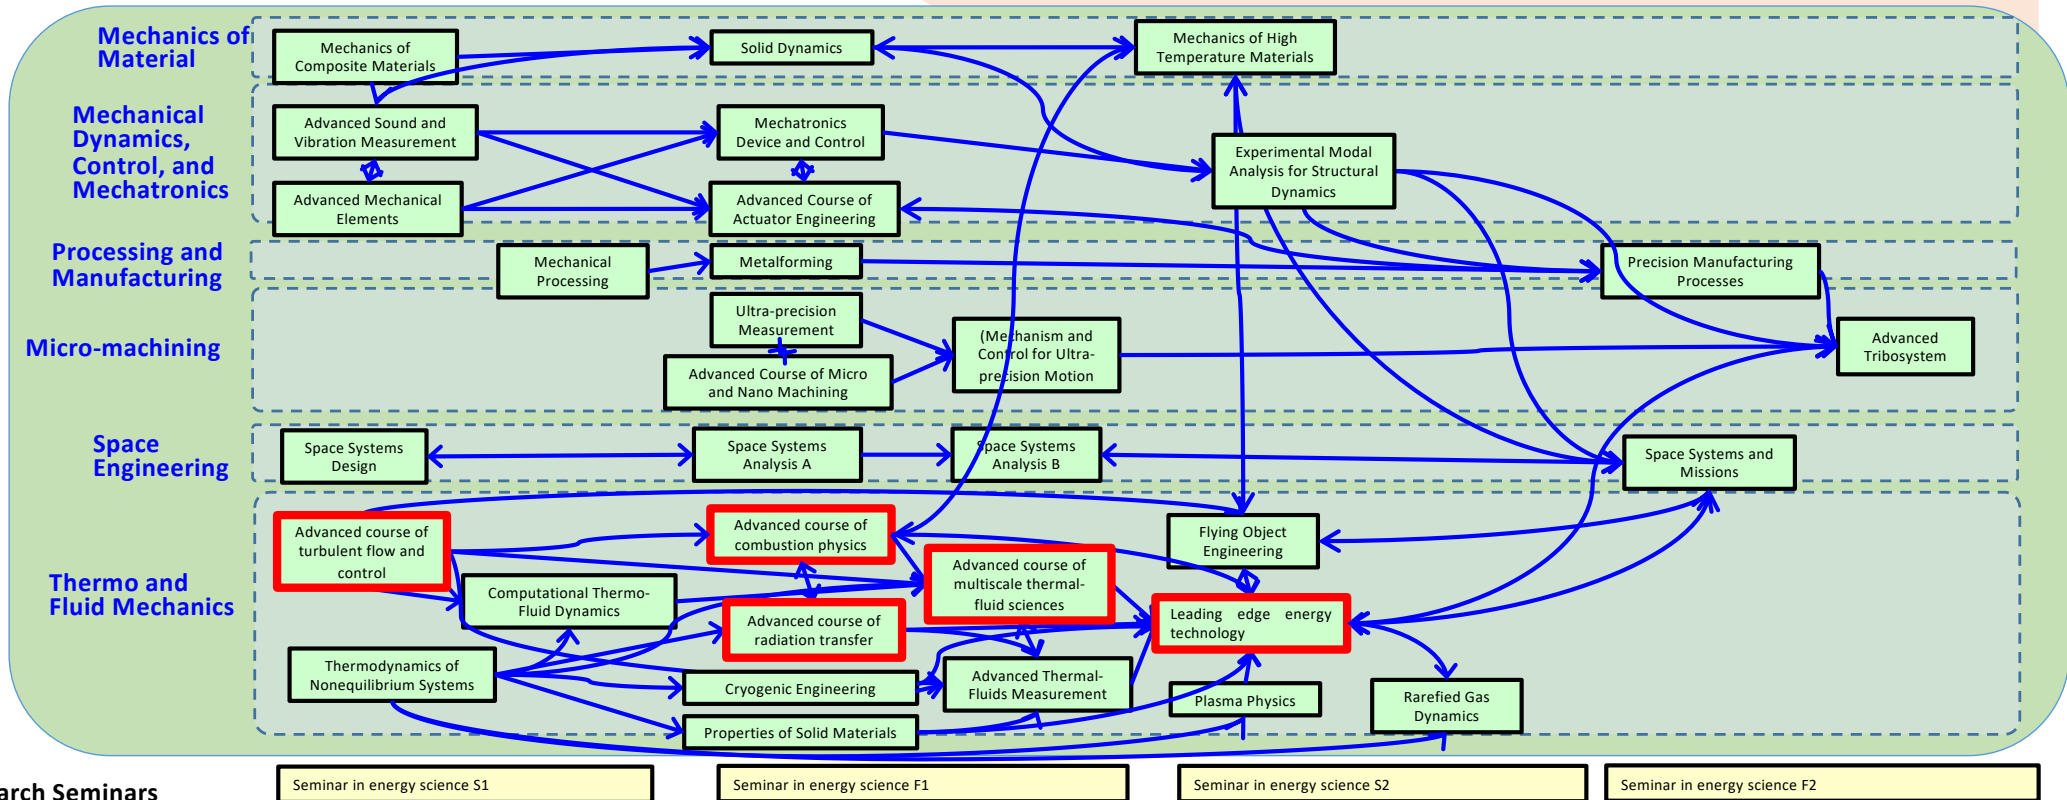 Mechanics of
Material
Mechanics of
Composite Materials
Solid Dynamics
Mechanics of High
Temperature Materials
Mechanical
Dynamics,
Control, and
Mechatronics
Advanced Sound and
Vibration Measurement
Mechatronics
Device and Control
Experimental Modal
Analysis for Structural
Dynamics
Advanced Mechanical
Elements
Advanced Course of
Actuator Engineering
Processing and
Manufacturing
Mechanical
Processing
Metalforming
Precision Manufacturing
Processes
Micro-machining
Ultra-precision
Measurement
(Mechanism and
Control for Ultra-
precision Motion
Advanced
Tribosystem
Advanced Course of Micro
and Nano Machining
Space
Engineering
Space Systems
Design
Space Systems
Analysis A
Space Systems
Analysis B
Space Systems and
Missions
Thermo and
Fluid Mechanics
Advanced course of
turbulent flow and
control
Advanced course of
combustion physics
Flying Object
Engineering
Advanced course of
multiscale thermal-
fluid sciences
Computational Thermo-
Fluid Dynamics
Advanced course of
radiation transfer
Leading edge energy
technology
Thermodynamics of
Nonequilibrium Systems
Cryogenic Engineering
Advanced Thermal-
Fluids Measurement
Plasma Physics
Rarefied Gas
Dynamics
Properties of Solid Materials
arch Seminars
Seminar in energy science S1
Seminar in energy science F1
Seminar in energy science S2
Seminar in energy science F2